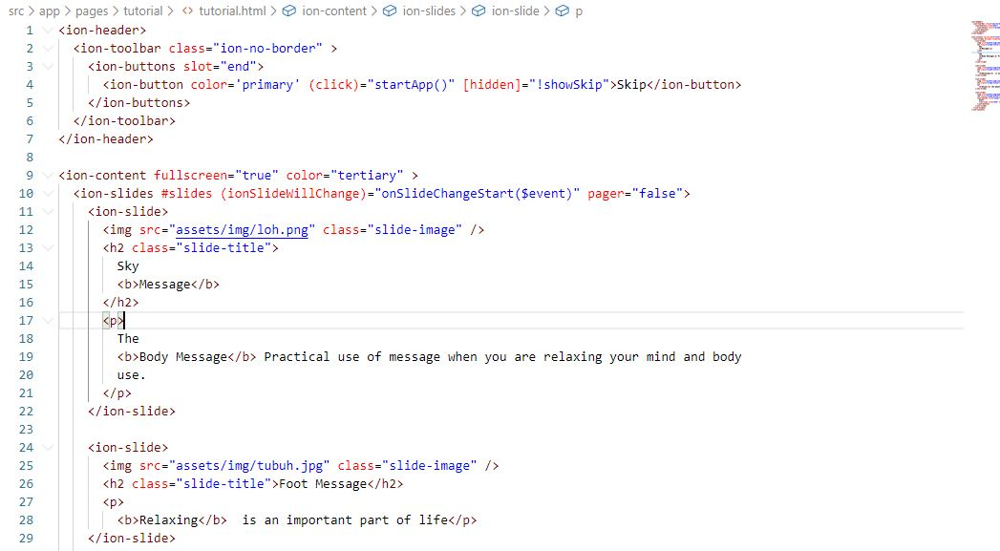 src > app > pages > tutorial > <> tutorial.html > ion-content > ion-slides > ion-slide > p
1 <ion-header>
2 <ion-toolbar class="ion-no-border" >
3 <ion-buttons slot="end">
4 <ion-button color='primary' (click)="startApp()" [hidden]="!showSkip">Skip</ion-button>
5 </ion-buttons>
6 </ion-toolbar>
7 </ion-header>
8
9 <ion-content fullscreen="true" color="tertiary" >
10 <ion-slides #slides (ionSlideWillChange)="onSlideChangeStart($event)" pager="false">
11 <ion-slide>
12 <img src="assets/img/loh.png" class="slide-image" />
13 <h2 class="slide-title">
14 Sky
15 <b>Message</b>
16 </h2>
17 <p>
18 The
19 <b>Body Message</b> Practical use of message when you are relaxing your mind and body
20 use.
21 </p>
22 </ion-slide>
23
24 <ion-slide>
25 <img src="assets/img/tubuh.jpg" class="slide-image" />
26 <h2 class="slide-title">Foot Message</h2>
27 <p>
28 <b>Relaxing</b>  is an important part of life</p>
29 </ion-slide>